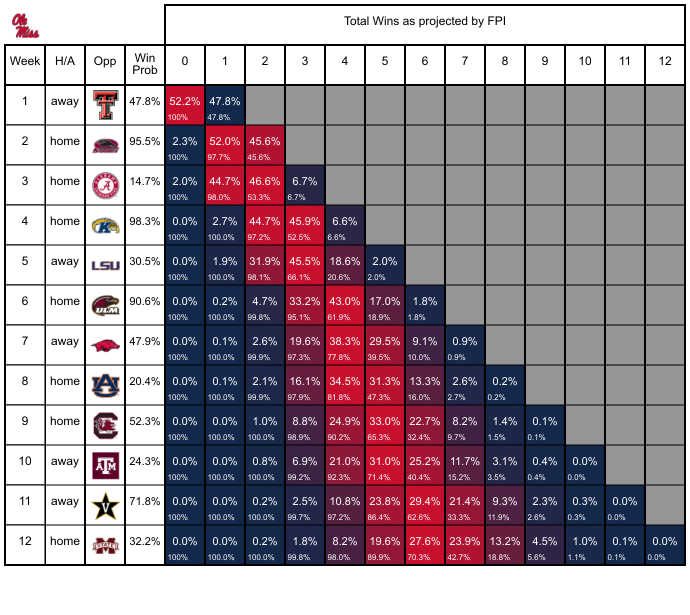 Ole
Miss
Total Wins as projected by FPI
Week H/A Opp Win Prob 0 1 2 3 4 5 6 7 8 9 10 11 12
1 away T 47.8% 52.2% 47.8%
100% 47.8%
2 home 95.5% 2.3% 52.0% 45.6%
100% 97.7% 45.6%
3 home A 14.7% 2.0% 44.7% 46.6% 6.7%
100% 98.0% 53.3% 6.7%
4 home K 98.3% 0.0% 2.7% 44.7% 45.9% 6.6%
100% 100.0% 97.2% 52.5% 6.6%
5 away LSU 30.5% 0.0% 1.9% 31.9% 45.5% 18.6% 2.0%
100% 100.0% 98.1% 66.1% 20.6% 2.0%
6 home ULM 90.6% 0.0% 0.2% 4.7% 33.2% 43.0% 17.0% 1.8%
100% 100.0% 99.8% 95.1% 61.9% 18.9% 1.8%
7 away 47.9% 0.0% 0.1% 2.6% 19.6% 38.3% 29.5% 9.1% 0.9%
100% 100.0% 99.9% 97.3% 77.8% 39.5% 10.0% 0.9%
8 home AU 20.4% 0.0% 0.1% 2.1% 16.1% 34.5% 31.3% 13.3% 2.6% 0.2%
100% 100.0% 99.9% 97.9% 81.8% 47.3% 16.0% 2.7% 0.2%
9 home C 52.3% 0.0% 0.0% 1.0% 8.8% 24.9% 33.0% 22.7% 8.2% 1.4% 0.1%
100% 100.0% 100.0% 98.9% 90.2% 65.3% 32.4% 9.7% 1.5% 0.1%
10 away ATM 24.3% 0.0% 0.0% 0.8% 6.9% 21.0% 31.0% 25.2% 11.7% 3.1% 0.4% 0.0%
100% 100.0% 100.0% 99.2% 92.3% 71.4% 40.4% 15.2% 3.5% 0.4% 0.0%
11 away V 71.8% 0.0% 0.0% 0.2% 2.5% 10.8% 23.8% 29.4% 21.4% 9.3% 2.3% 0.3% 0.0%
100% 100.0% 100.0% 99.7% 97.2% 86.4% 62.6% 33.3% 11.9% 2.6% 0.3% 0.0%
12 home M 32.2% 0.0% 0.0% 0.2% 1.8% 8.2% 19.6% 27.6% 23.9% 13.2% 4.5% 1.0% 0.1% 0.0%
100% 100.0% 100.0% 99.8% 98.0% 89.9% 70.3% 42.7% 18.8% 5.6% 1.1% 0.1% 0.0%